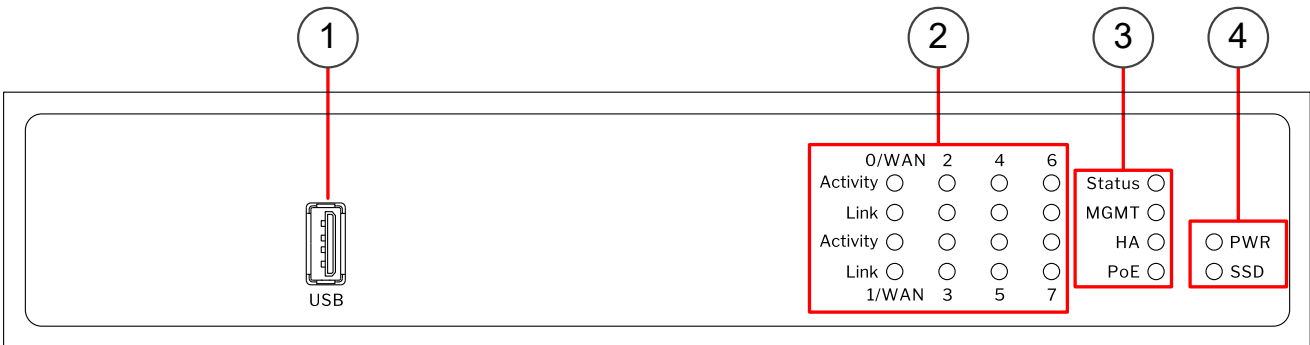 1 2 3 4
0/WAN 2 4 6
Activity Status
Link MGMT
Activity HA PWR
Link PoE SSD
1/WAN 3 5 7
USB